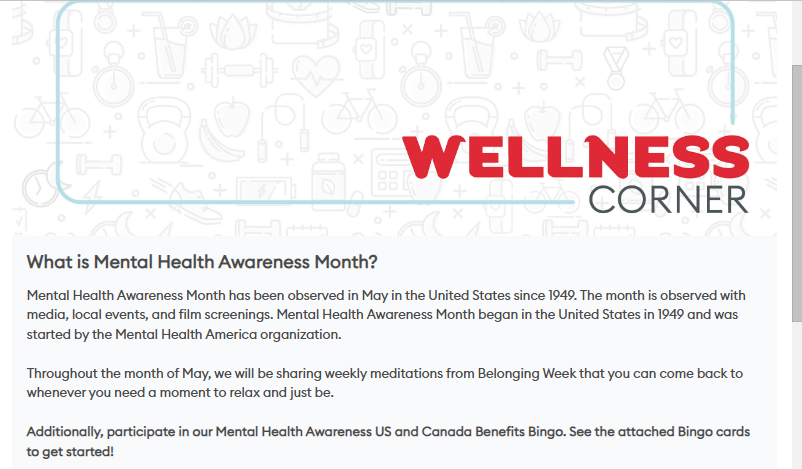 WELLNESS
CORNER
What is Mental Health Awareness Month?
Mental Health Awareness Month has been observed in May in the United States since 1949. The month is observed with
media, local events, and film screenings. Mental Health Awareness Month began in the United States in 1949 and was
started by the Mental Health America organization.
Throughout the month of May, we will be sharing weekly meditations from Belonging Week that you can come back to
whenever you need a moment to relax and just be.
Additionally, participate in our Mental Health Awareness US and Canada Benefits Bingo. See the attached Bingo cards
to get started!